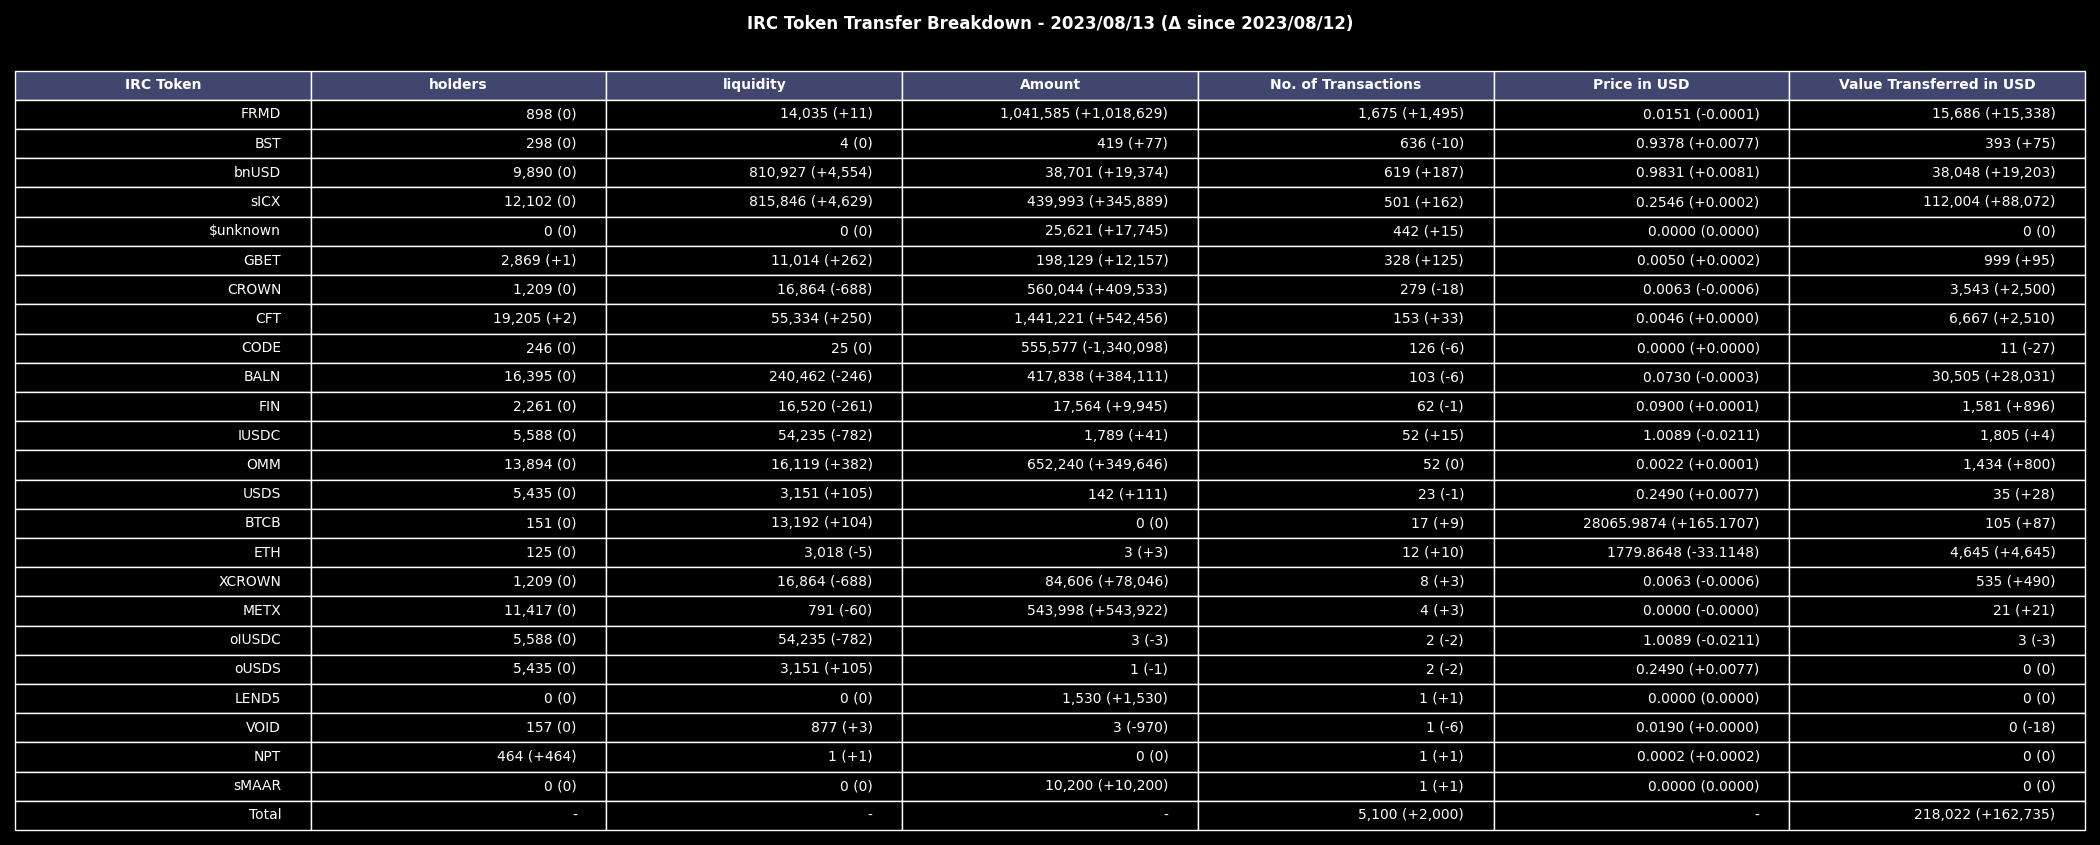 IRC Token Transfer Breakdown - 2023/08/13 (Δ since 2023/08/12)
IRC Token holders liquidity Amount No. of Transactions Price in USD Value Transferred in USD
FRMD 898 (0) 14,035 (+11) 1,041,585 (+1,018,629) 1,675 (+1,495) 0.0151 (-0.0001) 15,686 (+15,338)
BST 298 (0) 4 (0) 419 (+77) 636 (-10) 0.9378 (+0.0077) 393 (+75)
bnUSD 9,890 (0) 810,927 (+4,554) 38,701 (+19,374) 619 (+187) 0.9831 (+0.0081) 38,048 (+19,203)
sICX 12,102 (0) 815,846 (+4,629) 439,993 (+345,889) 501 (+162) 0.2546 (+0.0002) 112,004 (+88,072)
$unknown 0 (0) 0 (0) 25,621 (+17,745) 442 (+15) 0.0000 (0.0000) 0 (0)
GBET 2,869 (+1) 11,014 (+262) 198,129 (+12,157) 328 (+125) 0.0050 (+0.0002) 999 (+95)
CROWN 1,209 (0) 16,864 (-688) 560,044 (+409,533) 279 (-18) 0.0063 (-0.0006) 3,543 (+2,500)
CFT 19,205 (+2) 55,334 (+250) 1,441,221 (+542,456) 153 (+33) 0.0046 (+0.0000) 6,667 (+2,510)
CODE 246 (0) 25 (0) 555,577 (-1,340,098) 126 (-6) 0.0000 (+0.0000) 11 (-27)
BALN 16,395 (0) 240,462 (-246) 417,838 (+384,111) 103 (-6) 0.0730 (-0.0003) 30,505 (+28,031)
FIN 2,261 (0) 16,520 (-261) 17,564 (+9,945) 62 (-1) 0.0900 (+0.0001) 1,581 (+896)
IUSDC 5,588 (0) 54,235 (-782) 1,789 (+41) 52 (+15) 1.0089 (-0.0211) 1,805 (+4)
OMM 13,894 (0) 16,119 (+382) 652,240 (+349,646) 52 (0) 0.0022 (+0.0001) 1,434 (+800)
USDS 5,435 (0) 3,151 (+105) 142 (+111) 23 (-1) 0.2490 (+0.0077) 35 (+28)
BTCB 151 (0) 13,192 (+104) 0 (0) 17 (+9) 28065.9874 (+165.1707) 105 (+87)
ETH 125 (0) 3,018 (-5) 3 (+3) 12 (+10) 1779.8648 (-33.1148) 4,645 (+4,645)
XCROWN 1,209 (0) 16,864 (-688) 84,606 (+78,046) 8 (+3) 0.0063 (-0.0006) 535 (+490)
METX 11,417 (0) 791 (-60) 543,998 (+543,922) 4 (+3) 0.0000 (-0.0000) 21 (+21)
oIUSDC 5,588 (0) 54,235 (-782) 3 (-3) 2 (-2) 1.0089 (-0.0211) 3 (-3)
oUSDS 5,435 (0) 3,151 (+105) 1 (-1) 2 (-2) 0.2490 (+0.0077) 0 (0)
LEND5 0 (0) 0 (0) 1,530 (+1,530) 1 (+1) 0.0000 (0.0000) 0 (0)
VOID 157 (0) 877 (+3) 3 (-970) 1 (-6) 0.0190 (+0.0000) 0 (-18)
NPT 464 (+464) 1 (+1) 0 (0) 1 (+1) 0.0002 (+0.0002) 0 (0)
sMAAR 0 (0) 0 (0) 10,200 (+10,200) 1 (+1) 0.0000 (0.0000) 0 (0)
Total - - - 5,100 (+2,000) - 218,022 (+162,735)